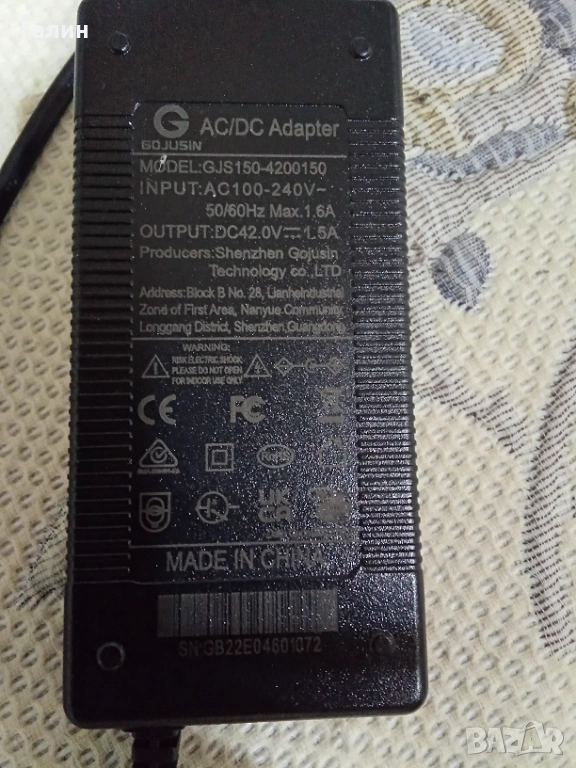 G AC/DC Adapter
GOJUSIN
MODEL:GJS150-4200150
INPUT:AC100-240V~
50/60Hz Max.1.6A
OUTPUT:DC42.0V⎓1.5A
Producers:Shenzhen Gojusin
Technology co.,LTD
Address:Block B No. 28, LianheIndustrial
Zone of First Area, Nanyue Community
Longgang District, Shenzhen,Guangdong
WARNING:
RISK ELECTRIC SHOCK
PLEASE DO NOT OPEN
FOR INDOOR USE ONLY
CE FC
RoHS
UK
CA
MADE IN CHINA
SN:GB22E04601072
BAZAR